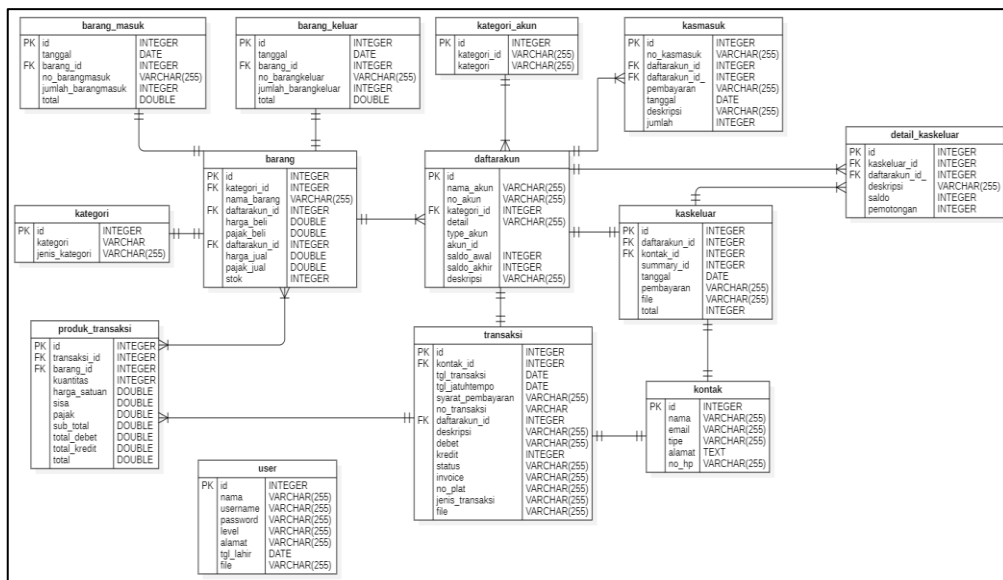 barang_masuk
PK id INTEGER
tanggal DATE
FK barang_id INTEGER
no_barangmasuk VARCHAR(255)
jumlah_barangmasuk INTEGER
total DOUBLE
barang_keluar
PK id INTEGER
tanggal DATE
FK barang_id INTEGER
no_barangkeluar VARCHAR(255)
jumlah_barangkeluar INTEGER
total DOUBLE
kategori_akun
PK id INTEGER
kategori_id VARCHAR(255)
kategori VARCHAR(255)
kasmasuk
PK id INTEGER
no_kasmasuk VARCHAR(255)
FK daftarakun_id INTEGER
FK daftarakun_id_ INTEGER
pembayaran VARCHAR(255)
tanggal DATE
deskripsi VARCHAR(255)
jumlah INTEGER
detail_kaskeluar
PK id INTEGER
FK kaskeluar_id INTEGER
FK daftarakun_id_ INTEGER
deskripsi VARCHAR(255)
saldo INTEGER
pemotongan INTEGER
barang
PK id INTEGER
FK kategori_id INTEGER
nama_barang VARCHAR(255)
FK daftarakun_id INTEGER
harga_beli DOUBLE
pajak_beli DOUBLE
FK daftarakun_id INTEGER
harga_jual DOUBLE
pajak_jual DOUBLE
stok INTEGER
daftarakun
PK id
nama_akun VARCHAR(255)
no_akun VARCHAR(255)
FK kategori_id INTEGER
detail VARCHAR(255)
type_akun
akun_id
saldo_awal INTEGER
saldo_akhir INTEGER
deskripsi VARCHAR(255)
kategori
PK id INTEGER
kategori VARCHAR
jenis_kategori VARCHAR(255)
kaskeluar
PK id INTEGER
FK daftarakun_id INTEGER
FK kontak_id INTEGER
summary_id INTEGER
tanggal DATE
pembayaran VARCHAR(255)
file VARCHAR(255)
total INTEGER
produk_transaksi
PK id INTEGER
FK transaksi_id INTEGER
FK barang_id INTEGER
kuantitas INTEGER
harga_satuan DOUBLE
sisa DOUBLE
pajak DOUBLE
sub_total DOUBLE
total_debet DOUBLE
total_kredit DOUBLE
total DOUBLE
transaksi
PK id INTEGER
FK kontak_id INTEGER
tgl_transaksi DATE
tgl_jatuhtempo DATE
syarat_pembayaran VARCHAR(255)
no_transaksi VARCHAR
FK daftarakun_id INTEGER
deskripsi VARCHAR(255)
debet VARCHAR(255)
kredit INTEGER
status VARCHAR(255)
invoice VARCHAR(255)
no_plat VARCHAR(255)
jenis_transaksi VARCHAR(255)
file VARCHAR(255)
kontak
PK id INTEGER
nama VARCHAR(255)
email VARCHAR(255)
tipe VARCHAR(255)
alamat TEXT
no_hp VARCHAR(255)
user
PK id INTEGER
nama VARCHAR(255)
username VARCHAR(255)
password VARCHAR(255)
level VARCHAR(255)
alamat VARCHAR(255)
tgl_lahir DATE
file VARCHAR(255)